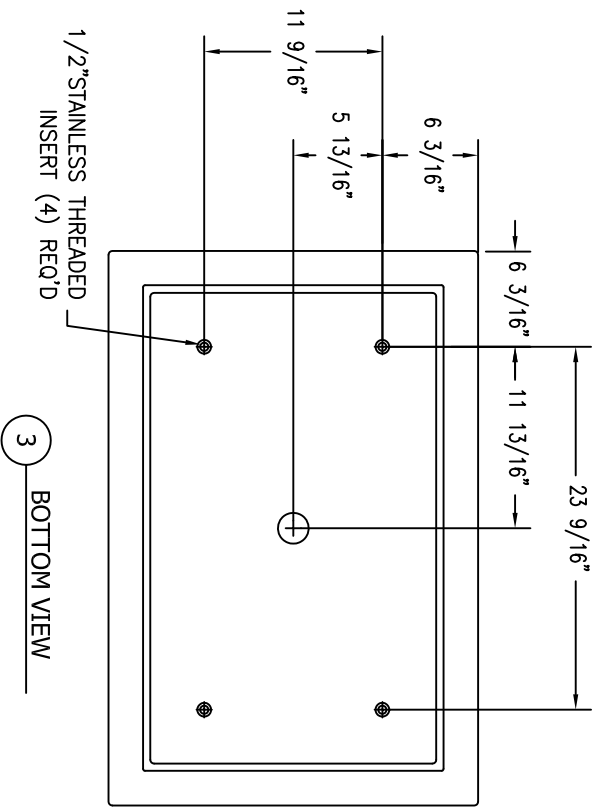 11 9/16"
5 13/16"
6 3/16"
6 3/16"
11 13/16"
23 9/16"
1/2"STAINLESS THREADED
INSERT (4) REQ'D
3
BOTTOM VIEW